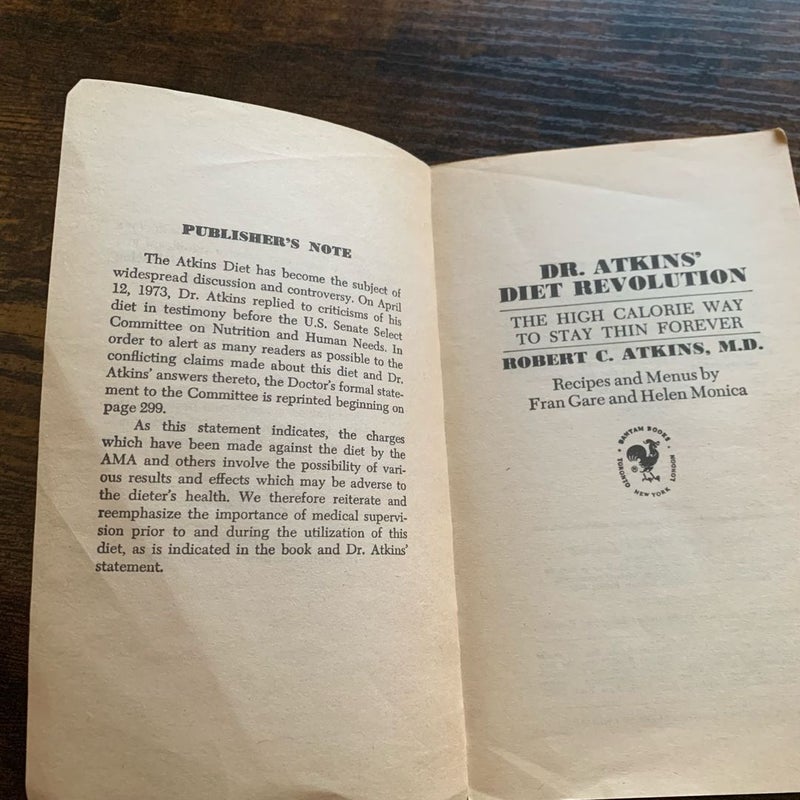 PUBLISHER'S NOTE
The Atkins Diet has become the subject of
widespread discussion and controversy. On April
12, 1973, Dr. Atkins replied to criticisms of his
diet in testimony before the U.S. Senate Select
Committee on Nutrition and Human Needs. In
order to alert as many readers as possible to the
conflicting claims made about this diet and Dr.
Atkins' answers thereto, the Doctor's formal state-
ment to the Committee is reprinted beginning on
page 299.
As this statement indicates, the charges
which have been made against the diet by the
AMA and others involve the possibility of vari-
ous results and effects which may be adverse to
the dieter's health. We therefore reiterate and
reemphasize the importance of medical supervi-
sion prior to and during the utilization of this
diet, as is indicated in the book and Dr. Atkins'
statement.
DR. ATKINS'
DIET REVOLUTION
THE HIGH CALORIE WAY
TO STAY THIN FOREVER
ROBERT C. ATKINS, M.D.
Recipes and Menus by
Fran Gare and Helen Monica
BANTAM BOOKS
®
TORONTO • NEW YORK • LONDON